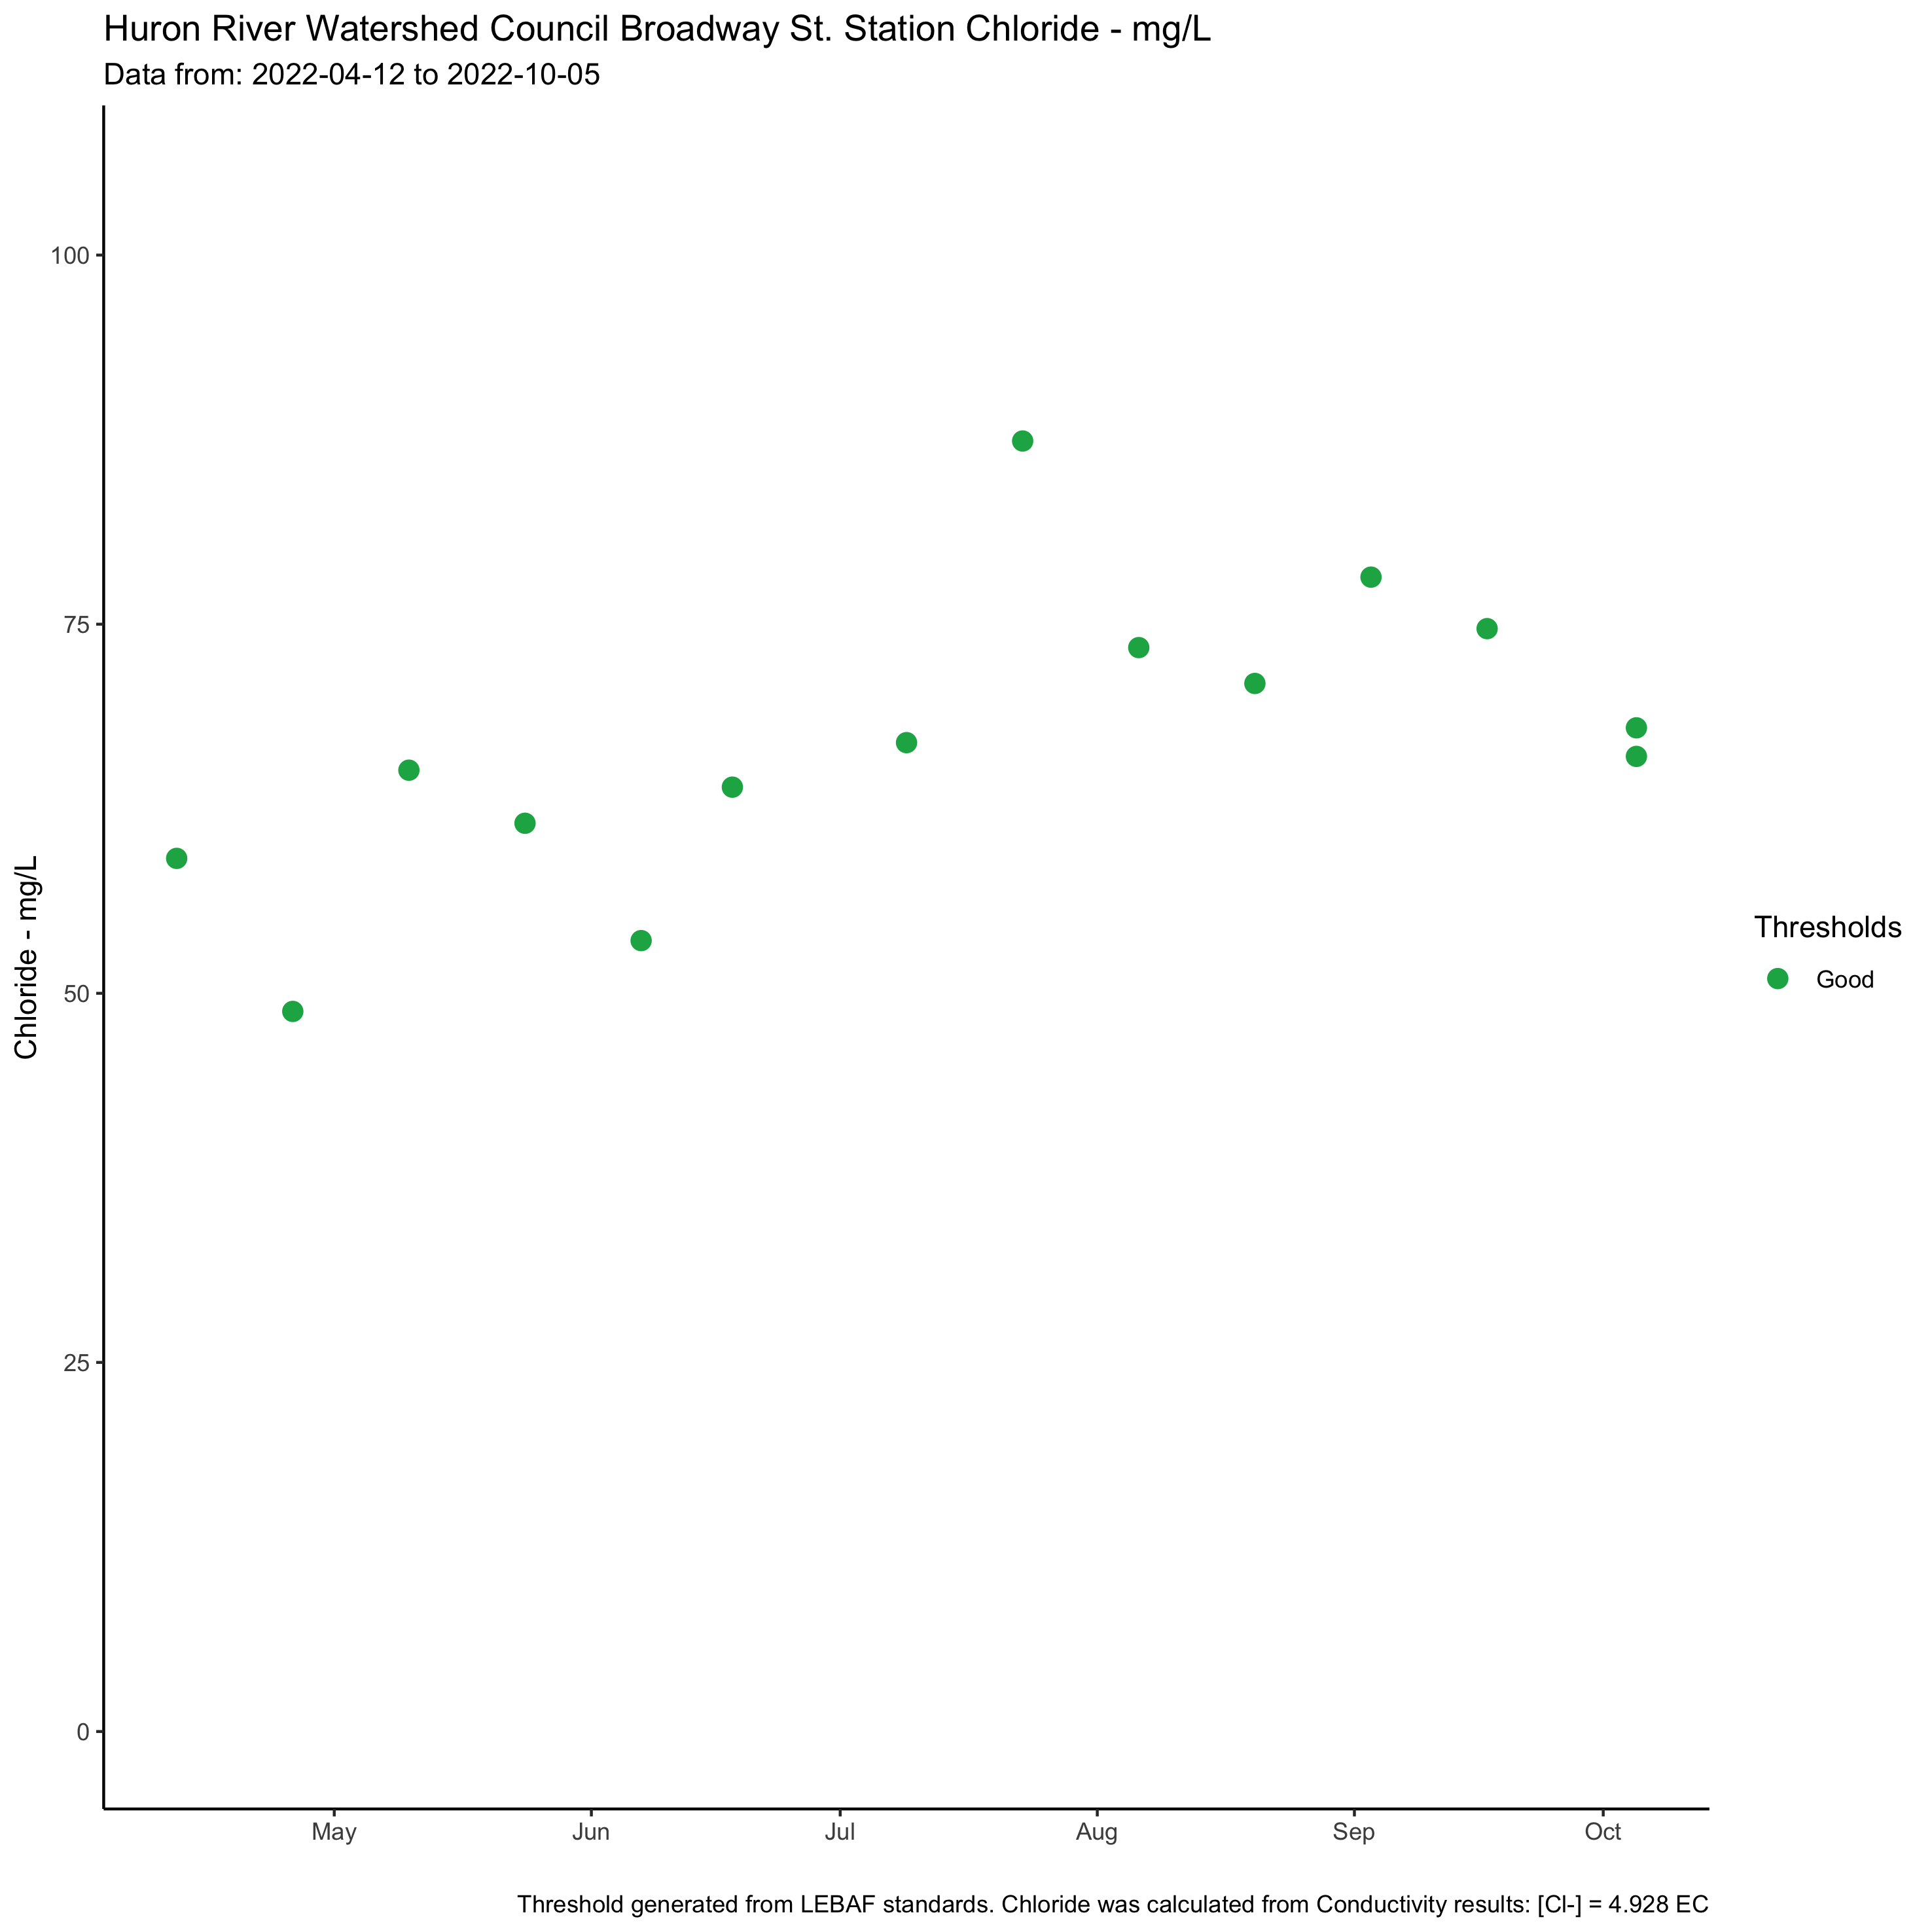 Huron River Watershed Council Broadway St. Station Chloride - mg/L
Data from: 2022-04-12 to 2022-10-05
100
75
50
25
0
Chloride - mg/L
May Jun Jul Aug Sep Oct
Thresholds
Good
Threshold generated from LEBAF standards. Chloride was calculated from Conductivity results: [Cl-] = 4.928 EC